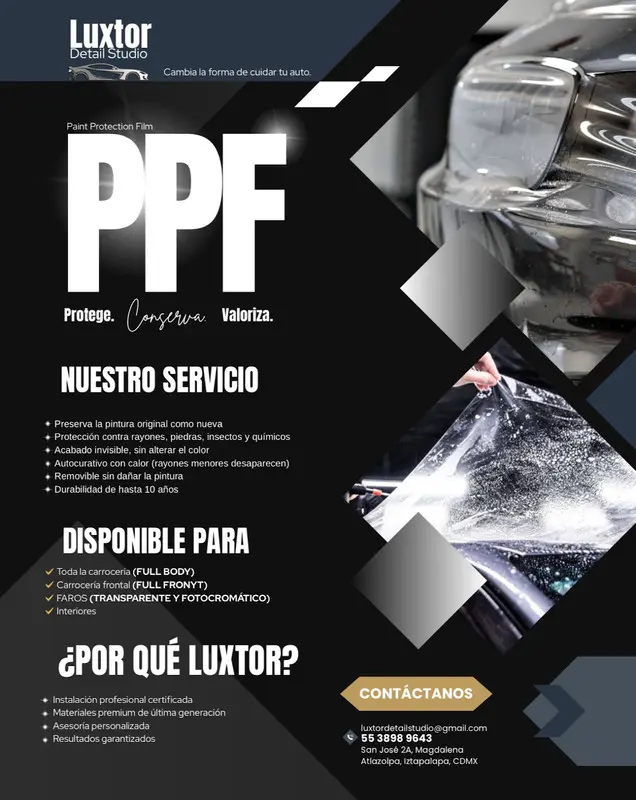 Luxtor
Detail Studio
Cambia la forma de cuidar tu auto.
Paint Protection Film
PPF
Protege. Conserva. Valoriza.
NUESTRO SERVICIO
Preserva la pintura original como nueva
Protección contra rayones, piedras, insectos y químicos
Acabado invisible, sin alterar el color
Autocurativo con calor (rayones menores desaparecen)
Removible sin dañar la pintura
Durabilidad de hasta 10 años
DISPONIBLE PARA
Toda la carrocería (FULL BODY)
Carrocería frontal (FULL FRONYT)
FAROS (TRANSPARENTE Y FOTOCROMÁTICO)
Interiores
¿POR QUÉ LUXTOR?
Instalación profesional certificada
Materiales premium de última generación
Asesoría personalizada
Resultados garantizados
CONTÁCTANOS
luxtordetailstudio@gmail.com
55 3898 9643
San José 2A, Magdalena
Atlazolpa, Iztapalapa, CDMX